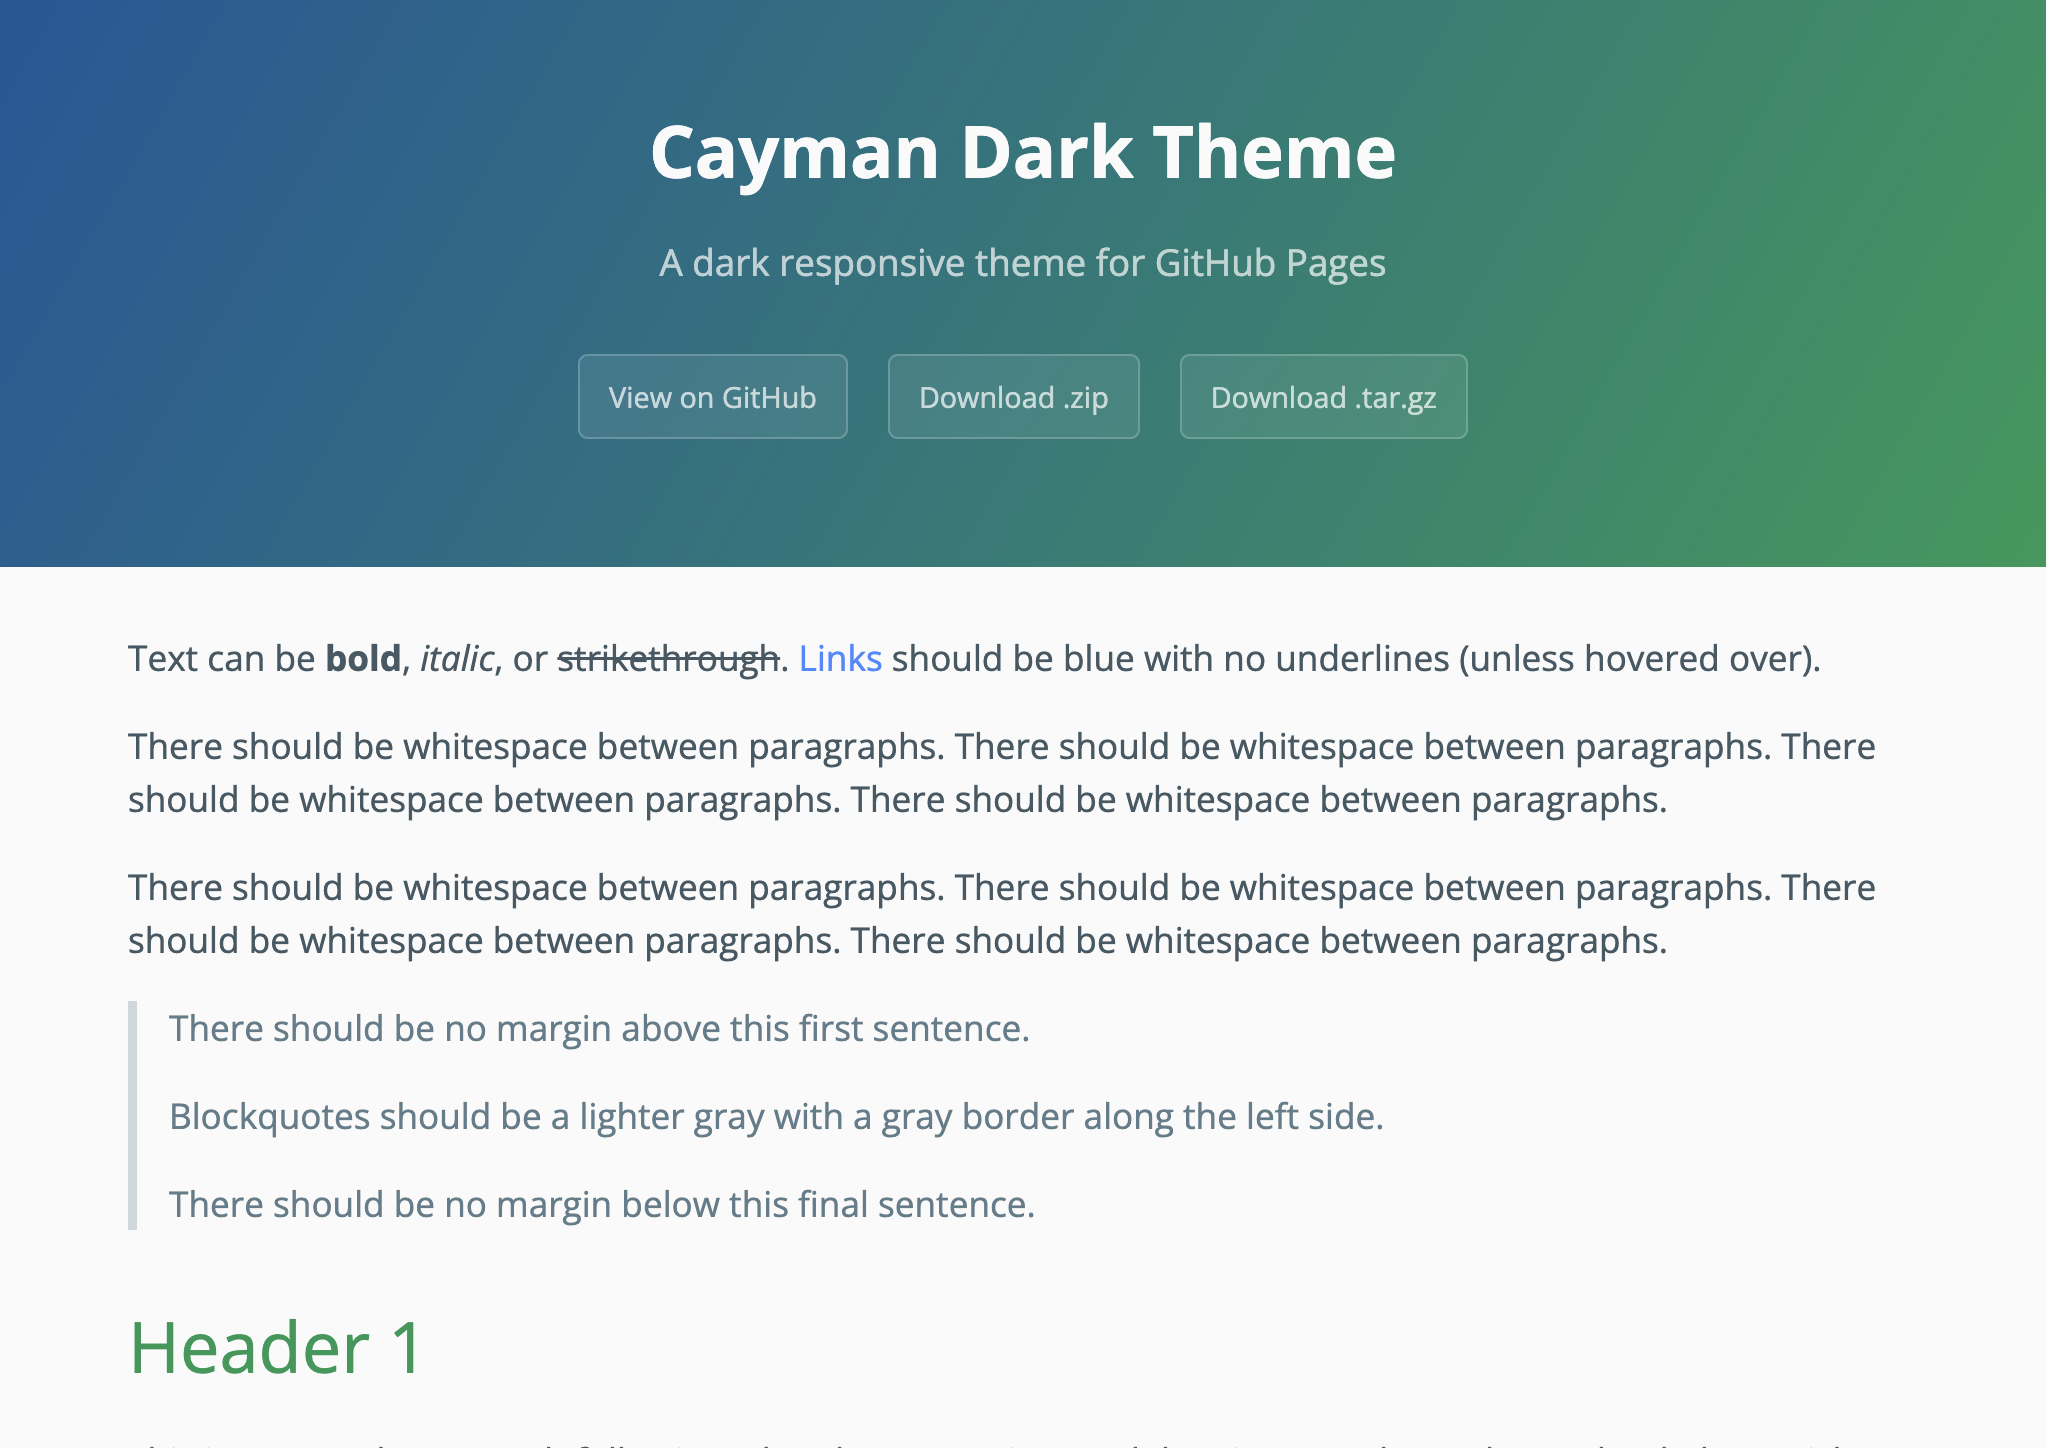 Cayman Dark Theme
A dark responsive theme for GitHub Pages
View on GitHub
Download .zip
Download .tar.gz
Text can be bold, italic, or strikethrough. Links should be blue with no underlines (unless hovered over).
There should be whitespace between paragraphs. There should be whitespace between paragraphs. There
should be whitespace between paragraphs. There should be whitespace between paragraphs.
There should be whitespace between paragraphs. There should be whitespace between paragraphs. There
should be whitespace between paragraphs. There should be whitespace between paragraphs.
There should be no margin above this first sentence.
Blockquotes should be a lighter gray with a gray border along the left side.
There should be no margin below this final sentence.
Header 1